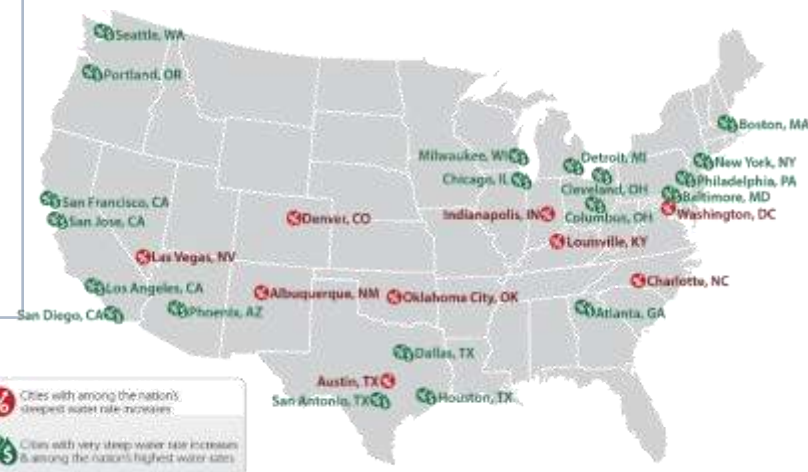 Seattle, WA
Portland, OR
Boston, MA
Milwaukee, WI
Detroit, MI
New York, NY
Chicago, IL
Cleveland, OH
Philadelphia, PA
Baltimore, MD
San Francisco, CA
San Jose, CA
Denver, CO
Indianapolis, IN
Columbus, OH
Washington, DC
Louisville, KY
Las Vegas, NV
Charlotte, NC
Los Angeles, CA
Albuquerque, NM
Oklahoma City, OK
San Diego, CA
Phoenix, AZ
Atlanta, GA
Dallas, TX
Austin, TX
San Antonio, TX
Houston, TX
Cities with among the nation's
steepest water rate increases
Cities with very steep water rate increases
& among the nation's highest water rates